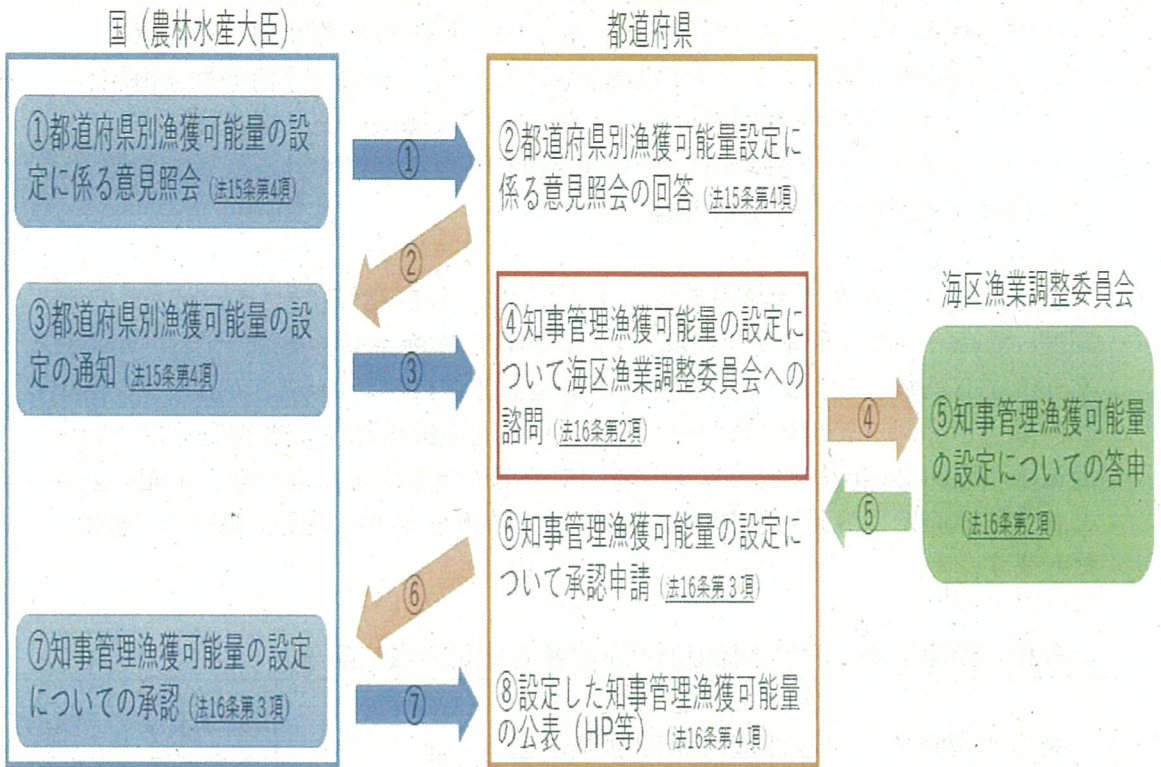 国（農林水産大臣）
都道府県
①都道府県別漁獲可能量の設
定に係る意見照会（法15条第4項）
①
②都道府県別漁獲可能量設定に
係る意見照会の回答（法15条第4項）
②
③都道府県別漁獲可能量の設
定の通知（法15条第4項）
③
④知事管理漁獲可能量の設定に
ついて海区漁業調整委員会への
諮問（法16条第2項）
海区漁業調整委員会
④
⑤知事管理漁獲可能量
の設定についての答申
（法16条第2項）
⑤
⑥知事管理漁獲可能量の設定に
ついて承認申請（法16条第３項）
⑥
⑦知事管理漁獲可能量の設定
についての承認（法16条第３項）
⑦
⑧設定した知事管理漁獲可能量
の公表（HP等）（法16条第４項）